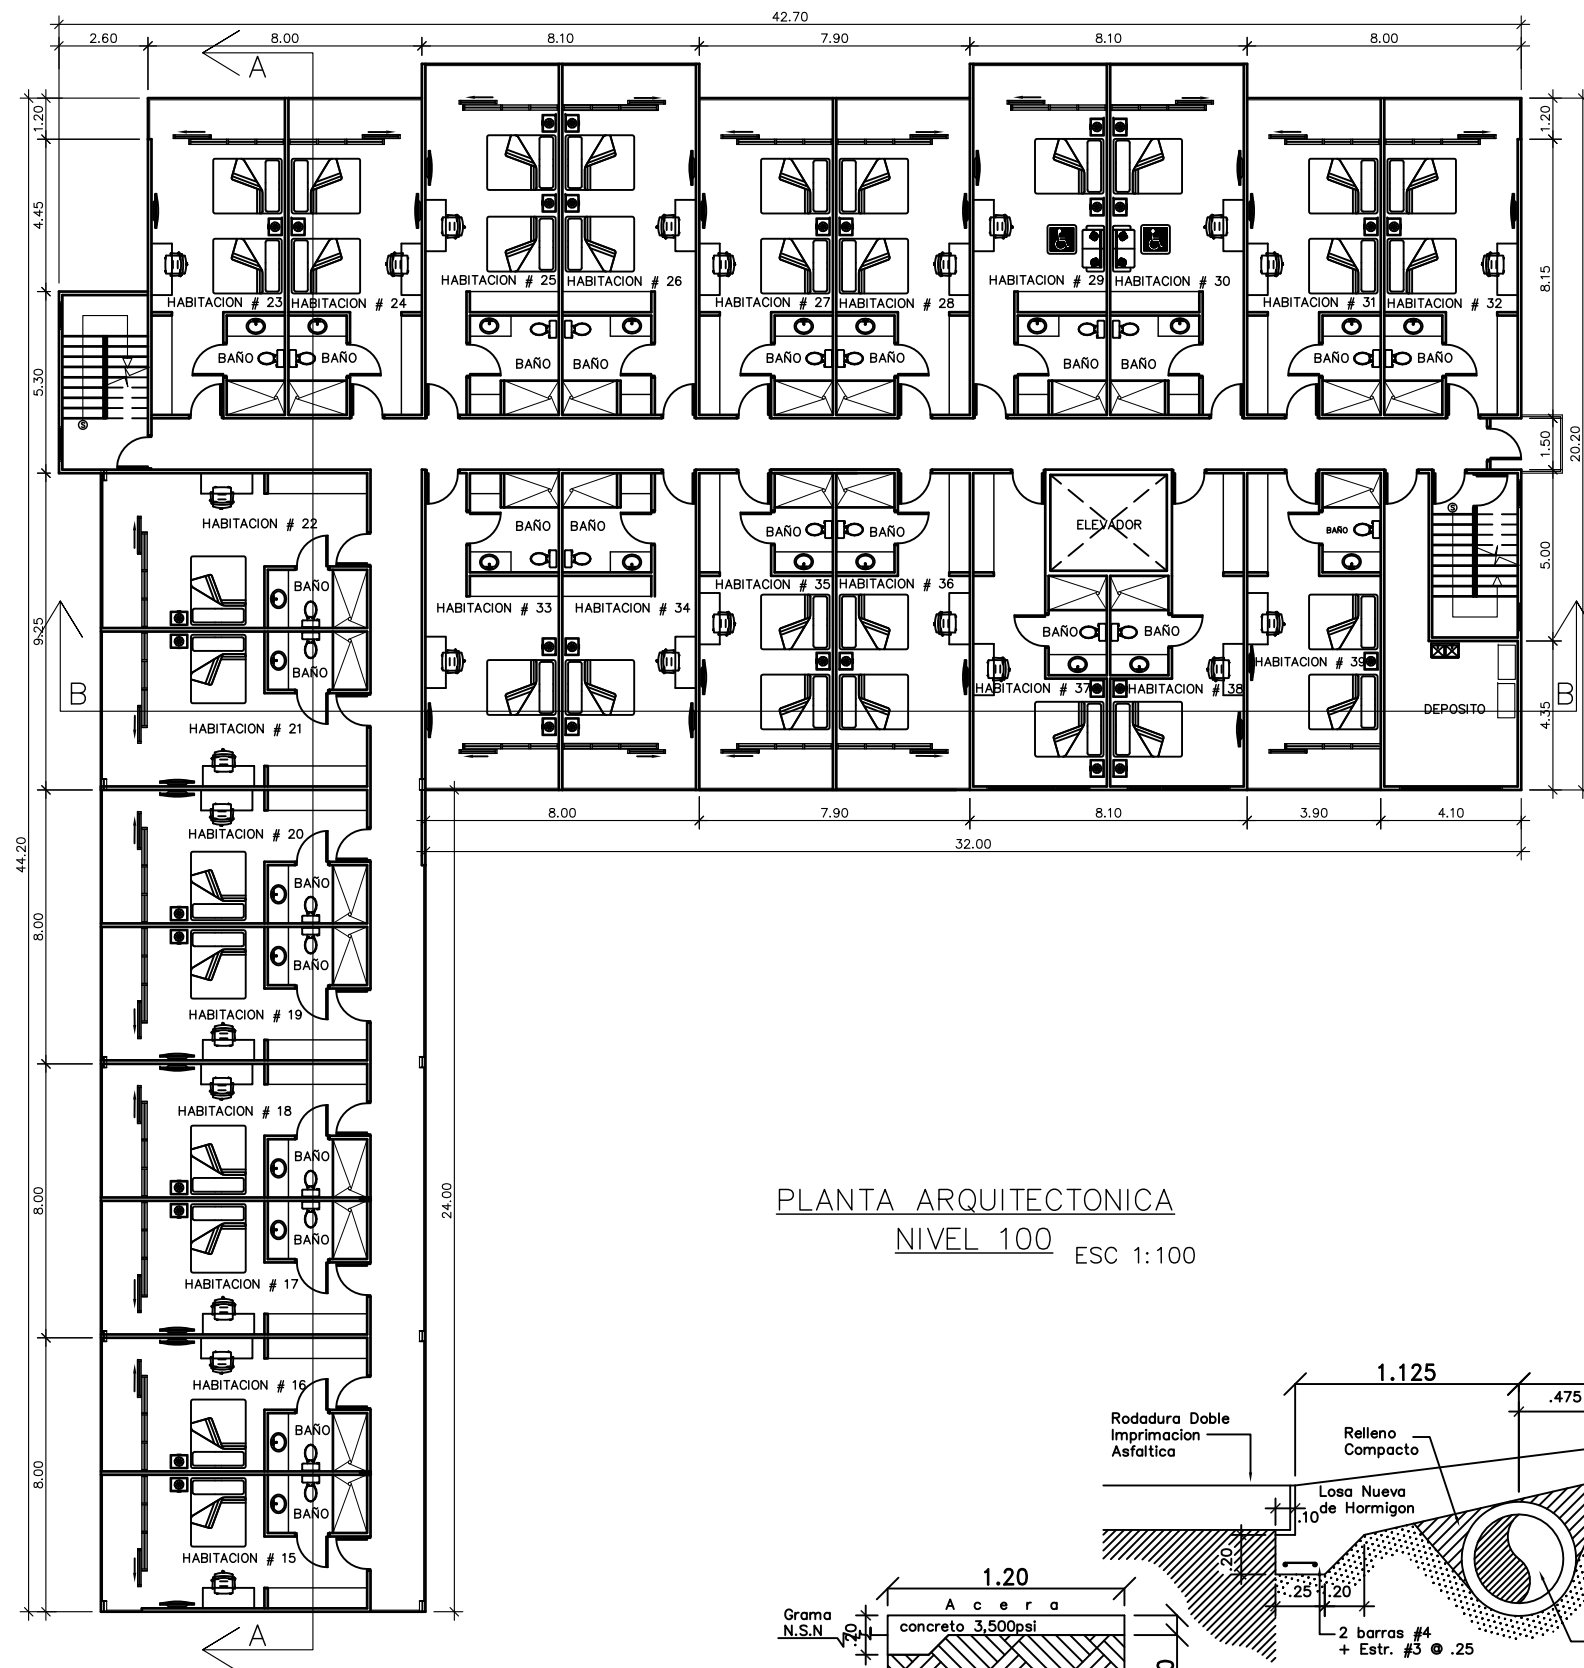 42.70
2.60
8.00
8.10
7.90
8.10
8.00
A
1.20
4.45
5.30
1.20
8.15
1.50
20.20
HABITACION # 23
HABITACION # 24
HABITACION # 25
HABITACION # 26
HABITACION # 27
HABITACION # 28
HABITACION # 29
HABITACION # 30
HABITACION # 31
HABITACION # 32
BAÑO
BAÑO
BAÑO
BAÑO
BAÑO
BAÑO
BAÑO
BAÑO
BAÑO
BAÑO
S
HABITACION # 22
BAÑO
BAÑO
BAÑO
BAÑO
ELEVADOR
BAÑO
S
5.00
HABITACION # 33
HABITACION # 34
HABITACION # 35
HABITACION # 36
BAÑO
BAÑO
BAÑO
BAÑO
9.25
HABITACION # 37
HABITACION # 38
HABITACION # 39
B
B
DEPOSITO
4.35
HABITACION # 21
8.00
7.90
8.10
3.90
4.10
32.00
HABITACION # 20
44.20
BAÑO
8.00
BAÑO
HABITACION # 19
HABITACION # 18
BAÑO
8.00
24.00
BAÑO
HABITACION # 17
PLANTA ARQUITECTONICA
NIVEL 100
ESC 1:100
HABITACION # 16
BAÑO
8.00
BAÑO
HABITACION # 15
A
1.125
.475
Rodadura Doble
Imprimacion
Asfaltica
Relleno
Compacto
Losa Nueva
de Hormigon
.10
.20
.25
.20
2 barras #4
+ Estr. #3 @ .25
1.20
Acera
Grama
N.S.N
concreto 3,500psi
.20